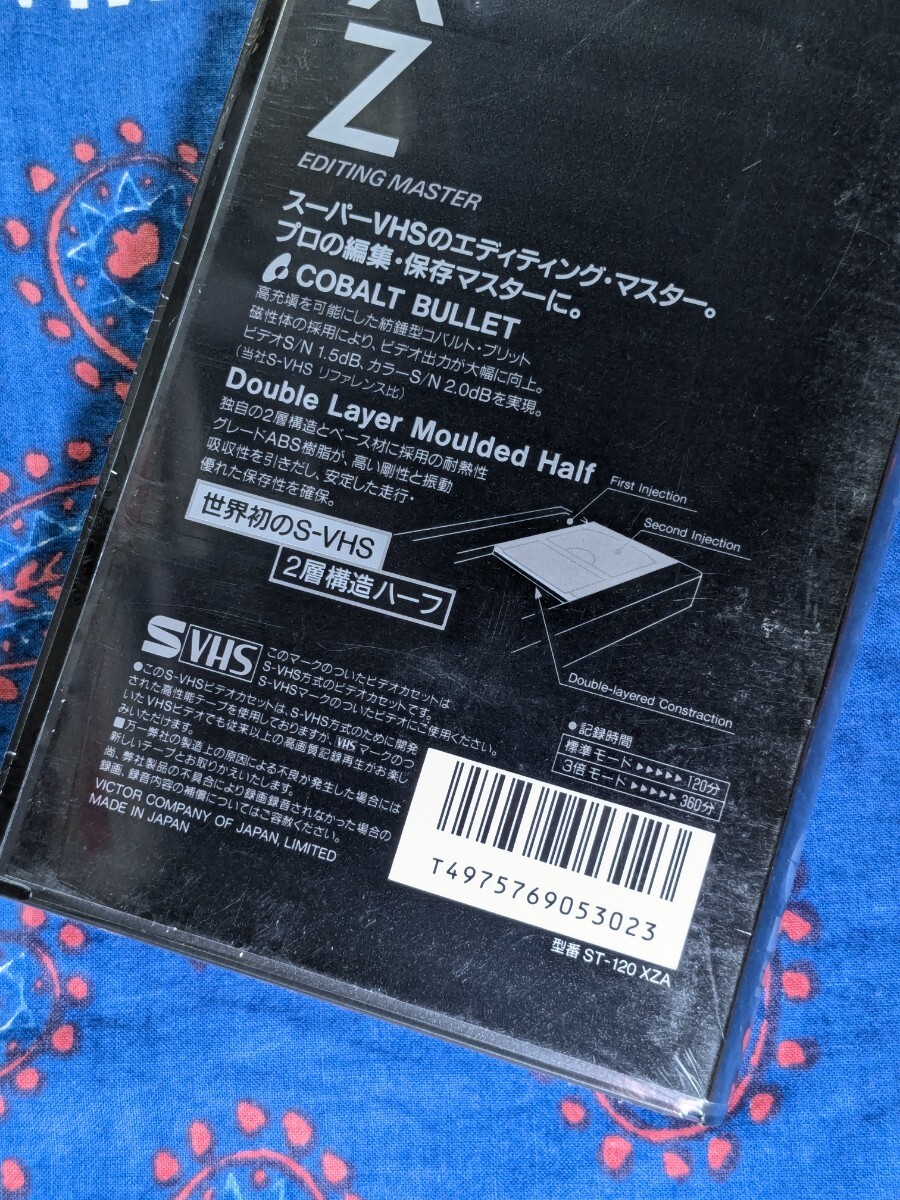 Z
EDITING MASTER
スーパーVHSのエディティング・マスター。
プロの編集・保存マスターに。
COBALT BULLET
高充塡を可能にした紡錘型コバルト・ブリット
磁性体の採用により、ビデオ出力が大幅に向上。
ビデオS/N 1.5dB、カラーS/N 2.0dBを実現。
(当社S-VHS リファレンス比)
Double Layer Moulded Half
独自の2層構造とベース材に採用の耐熱性
グレードABS樹脂が、高い剛性と振動
吸収性を引きだし、安定した走行・
優れた保存性を確保。
世界初のS-VHS
2層構造ハーフ
First Injection
Second Injection
Double-layered Construction
S VHS
このマークのついたビデオカセットは
S-VHS方式のビデオカセットです。
S-VHSマークのついたビデオにご使用ください。
●このS-VHSビデオカセットは、S-VHS方式のために開発
された高性能テープを使用しておりますが、VHSマークのつ
いたVHSビデオでも従来以上の高画質記録再生がお楽し
みいただけます。
■万一弊社の製造上の原因による不良が発生した場合には
新しいテープとお取りかえいたします。
尚、弊社製品の不具合により録画録音されなかった場合の
録画、録音内容の補償についてはご容赦ください。
VICTOR COMPANY OF JAPAN, LIMITED
MADE IN JAPAN
●記録時間
標準モード▶▶▶▶▶120分
3倍モード▶▶▶▶▶360分
T4975769053023
型番 ST-120 XZA